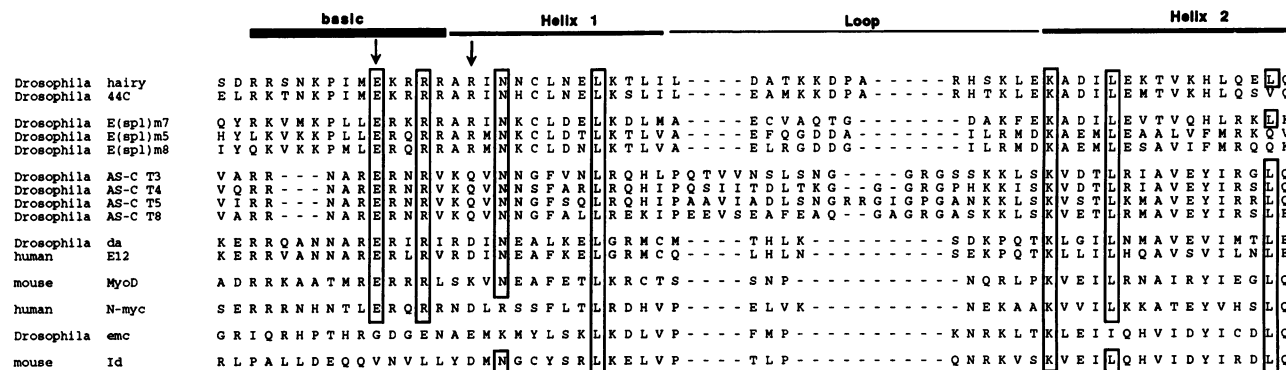 basic Helix 1 Loop Helix 2
Drosophila hairy S D R R S N K P I M E K R R R A R I N N C L N E L K T L I L - - - - D A T K K D P A - - - - - - R H S K L E K A D I L E K T V K H L Q E L Q
Drosophila 44C E L R K T N K P I M E K R R R A R I N H C L N E L K S L I L - - - - E A M K K D P A - - - - - - R H T K L E K A D I L E M T V K H L Q S V Q
Drosophila E(spl)m7 Q Y R K V M K P L L E R K R R A R I N K C L D E L K D L M A - - - - E C V A Q T G - - - - - - - D A K F E K A D I L E V T V Q H L R K L K
Drosophila E(spl)m5 H Y L K V K K P L L E R Q R R A R M N K C L D T L K T L V A - - - - E F Q G D D A - - - - - - - I L R M D K A E M L E A A L V F M R K Q V
Drosophila E(spl)m8 I Y Q K V K K P M L E R Q R R A R M N K C L D N L K T L V A - - - - E L R G D D G - - - - - - - I L R M D K A E M L E S A V I F M R Q Q K
Drosophila AS-C T3 V A R R - - - N A R E R N R V K Q V N N G F V N L R Q H L P Q T V V N S L S N G - - - - G R G S S K K L S K V D T L R I A V E Y I R G L Q
Drosophila AS-C T4 V Q R R - - - N A R E R N R V K Q V N N S F A R L R Q H I P Q S I I T D L T K G - - G - G R G P H K K I S K V D T L R I A V E Y I R S L Q
Drosophila AS-C T5 V I R R - - - N A R E R N R V K Q V N N G F S Q L R Q H I P A A V I A D L S N G R R G I G P G A N K K L S K V S T L K M A V E Y I R R L Q
Drosophila AS-C T8 V A R R - - - N A R E R N R V K Q V N N G F A L L R E K I P E E V S E A F E A Q - - G A G R G A S K K L S K V E T L R M A V E Y I R S L E
Drosophila da K E R R Q A N N A R E R I R I R D I N E A L K E L G R M C M - - - - T H L K - - - - - - - - S D K P Q T K L G I L N M A V E V I M T L E
human E12 K E R R V A N N A R E R L R V R D I N E A F K E L G R M C Q - - - - L H L N - - - - - - - - S E K P Q T K L L I L H Q A V S V I L N L E
mouse MyoD A D R R K A A T M R E R R R L S K V N E A F E T L K R C T S - - - - S N P - - - - - - - - - N Q R L P K V E I L R N A I R Y I E G L Q
human N-myc S E R R R N H N T L E R Q R R N D L R S S F L T L R D H V P - - - - E L V K - - - - - - - - N E K A A K V V I L K K A T E Y V H S L Q
Drosophila emc G R I Q R H P T H R G D G E N A E M K M Y L S K L K D L V P - - - - F M P - - - - - - - - - K N R K L T K L E I I Q H V I D Y I C D L Q
mouse Id R L P A L L D E Q Q V N V L L Y D M N G C Y S R L K E L V P - - - - T L P - - - - - - - - - Q N R K V S K V E I L Q H V I D Y I R D L Q